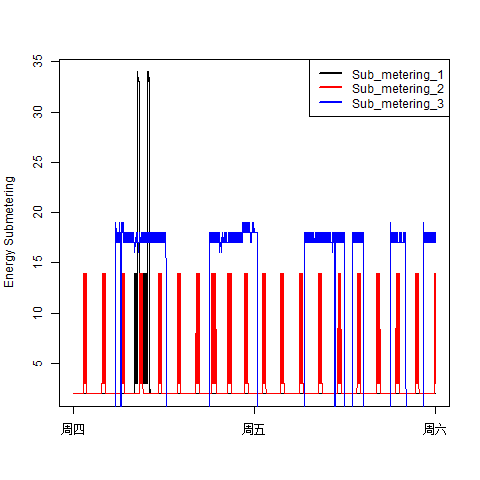 Sub_metering_1
Sub_metering_2
Sub_metering_3
Energy Submetering
35
30
25
20
15
10
5
周四 周五 周六